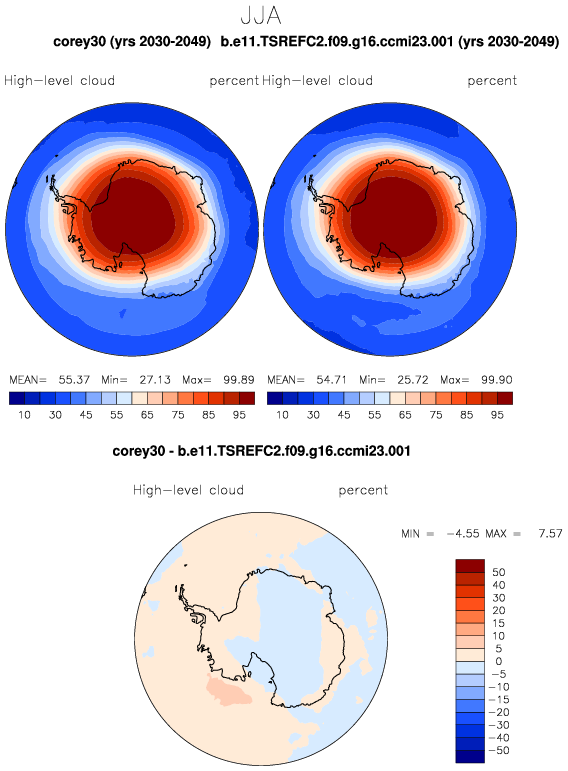 JJA
corey30 (yrs 2030-2049) b.e11.TSREFC2.f09.g16.ccmi23.001 (yrs 2030-2049)
High-level cloud percent High-level cloud percent
MEAN= 55.37 Min= 27.13 Max= 99.89 MEAN= 54.71 Min= 25.72 Max= 99.90
10 30 45 55 65 75 85 95 10 30 45 55 65 75 85 95
corey30 - b.e11.TSREFC2.f09.g16.ccmi23.001
High-level cloud percent
MIN = -4.55 MAX = 7.57
50
40
30
20
15
10
5
0
-5
-10
-15
-20
-30
-40
-50